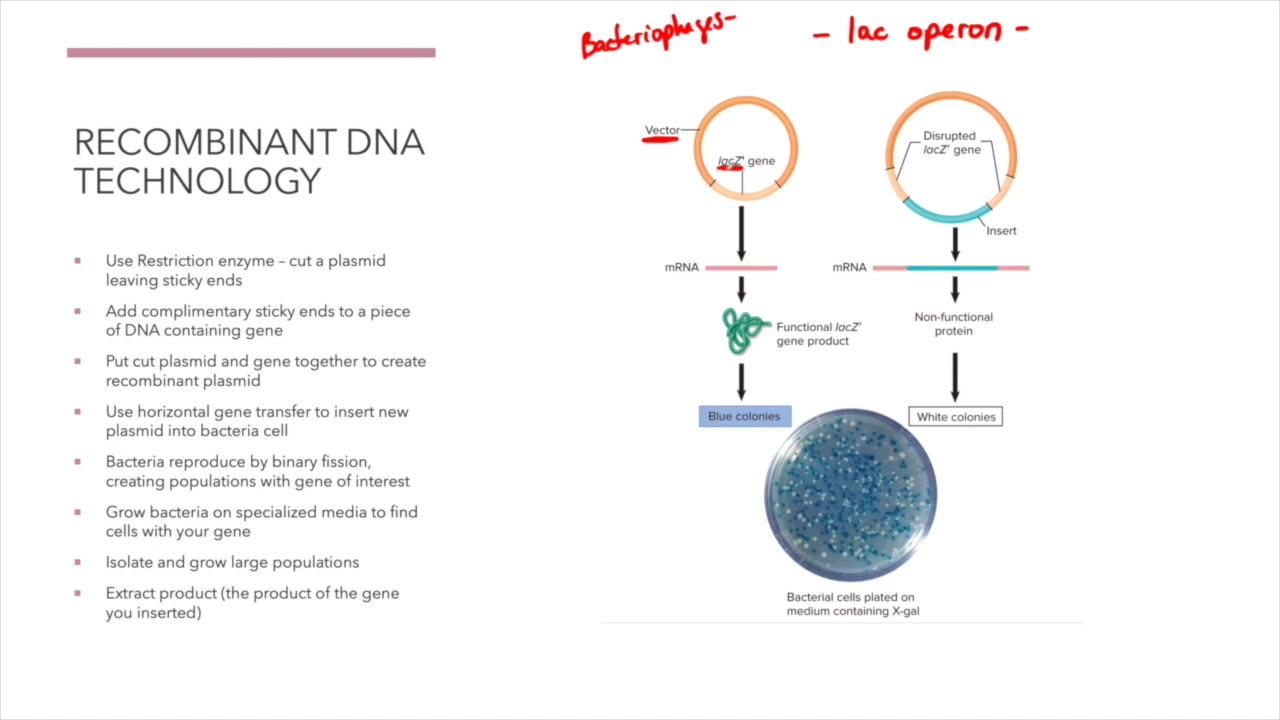 Bacteriophages-
- lac operon -
RECOMBINANT DNA
TECHNOLOGY
▪ Use Restriction enzyme – cut a plasmid
leaving sticky ends
▪ Add complimentary sticky ends to a piece
of DNA containing gene
▪ Put cut plasmid and gene together to create
recombinant plasmid
▪ Use horizontal gene transfer to insert new
plasmid into bacteria cell
▪ Bacteria reproduce by binary fission,
creating populations with gene of interest
▪ Grow bacteria on specialized media to find
cells with your gene
▪ Isolate and grow large populations
▪ Extract product (the product of the gene
you inserted)
Vector
lacZ' gene
mRNA
Functional lacZ'
gene product
Blue colonies
Disrupted
lacZ' gene
Insert
mRNA
Non-functional
protein
White colonies
Bacterial cells plated on
medium containing X-gal